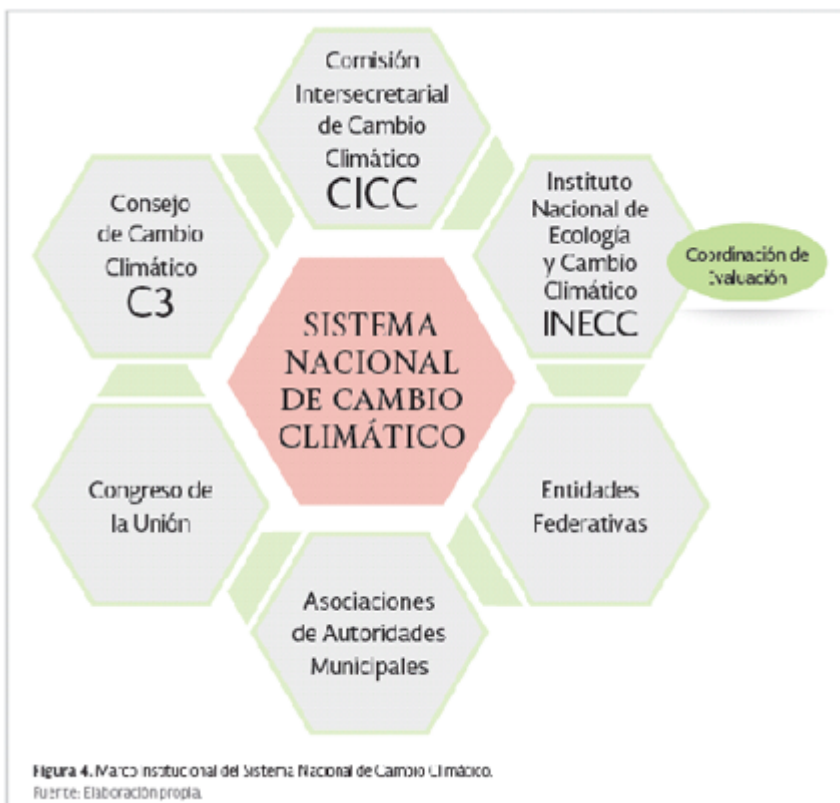 Comisión
Intersecretarial
de Cambio
Climático
CICC
Consejo
de Cambio
Climático
C3
Instituto
Nacional de
Ecología
y Cambio
Climático
INECC
Coordinación de
Evaluación
SISTEMA
NACIONAL
DE CAMBIO
CLIMÁTICO
Congreso de
la Unión
Entidades
Federativas
Asociaciones
de Autoridades
Municipales
Figura 4. Marco institucional del Sistema Nacional de Cambio Climático.
Fuente: Elaboración propia.